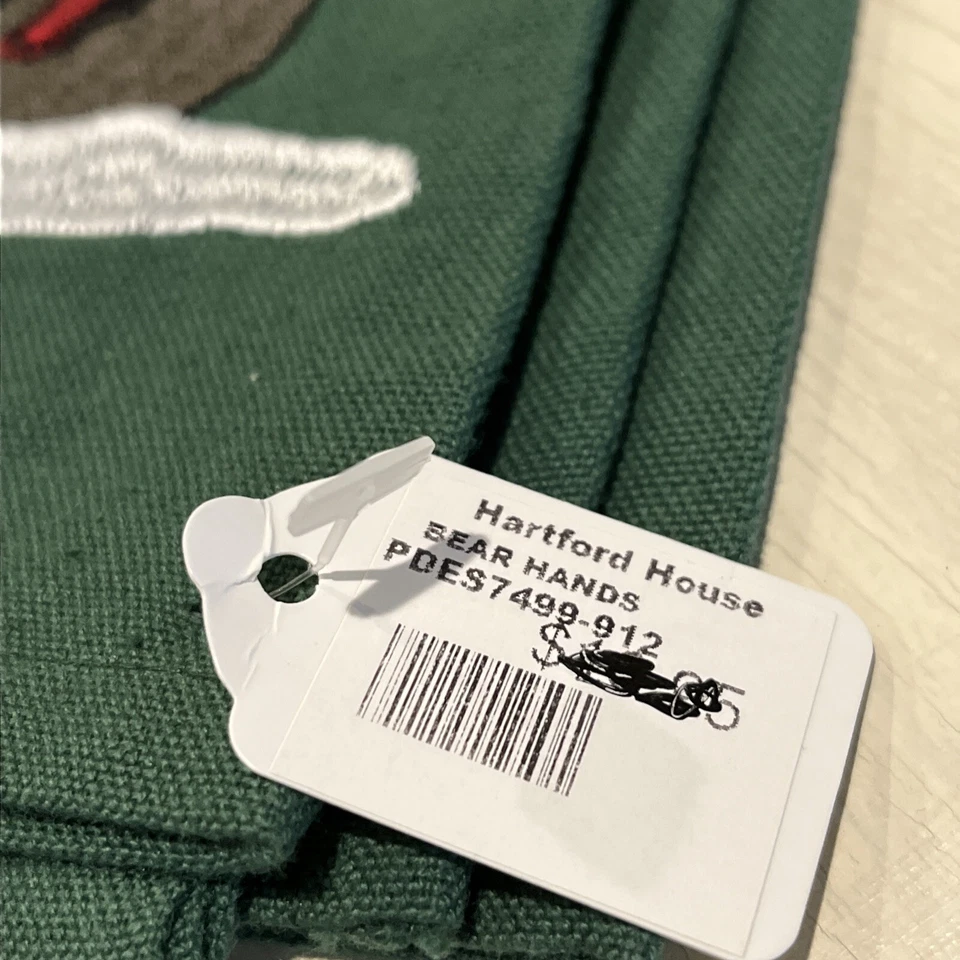 Hartford House
BEAR HANDS
PDES7499-912
$